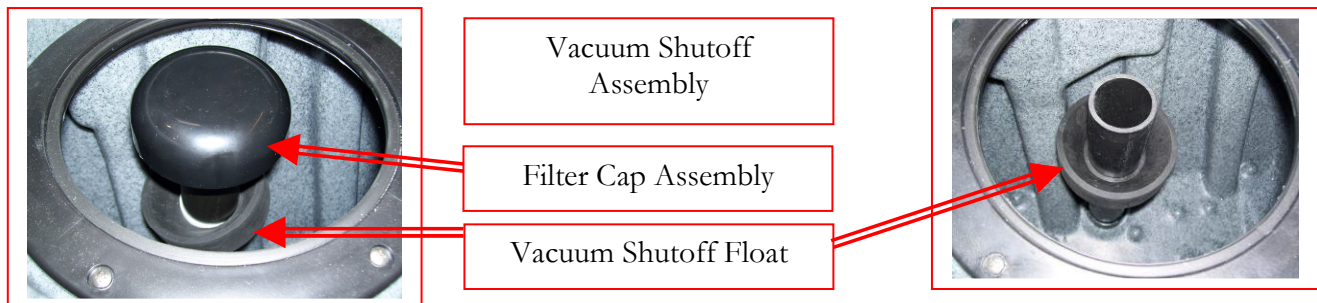 Vacuum Shutoff
Assembly
Filter Cap Assembly
Vacuum Shutoff Float